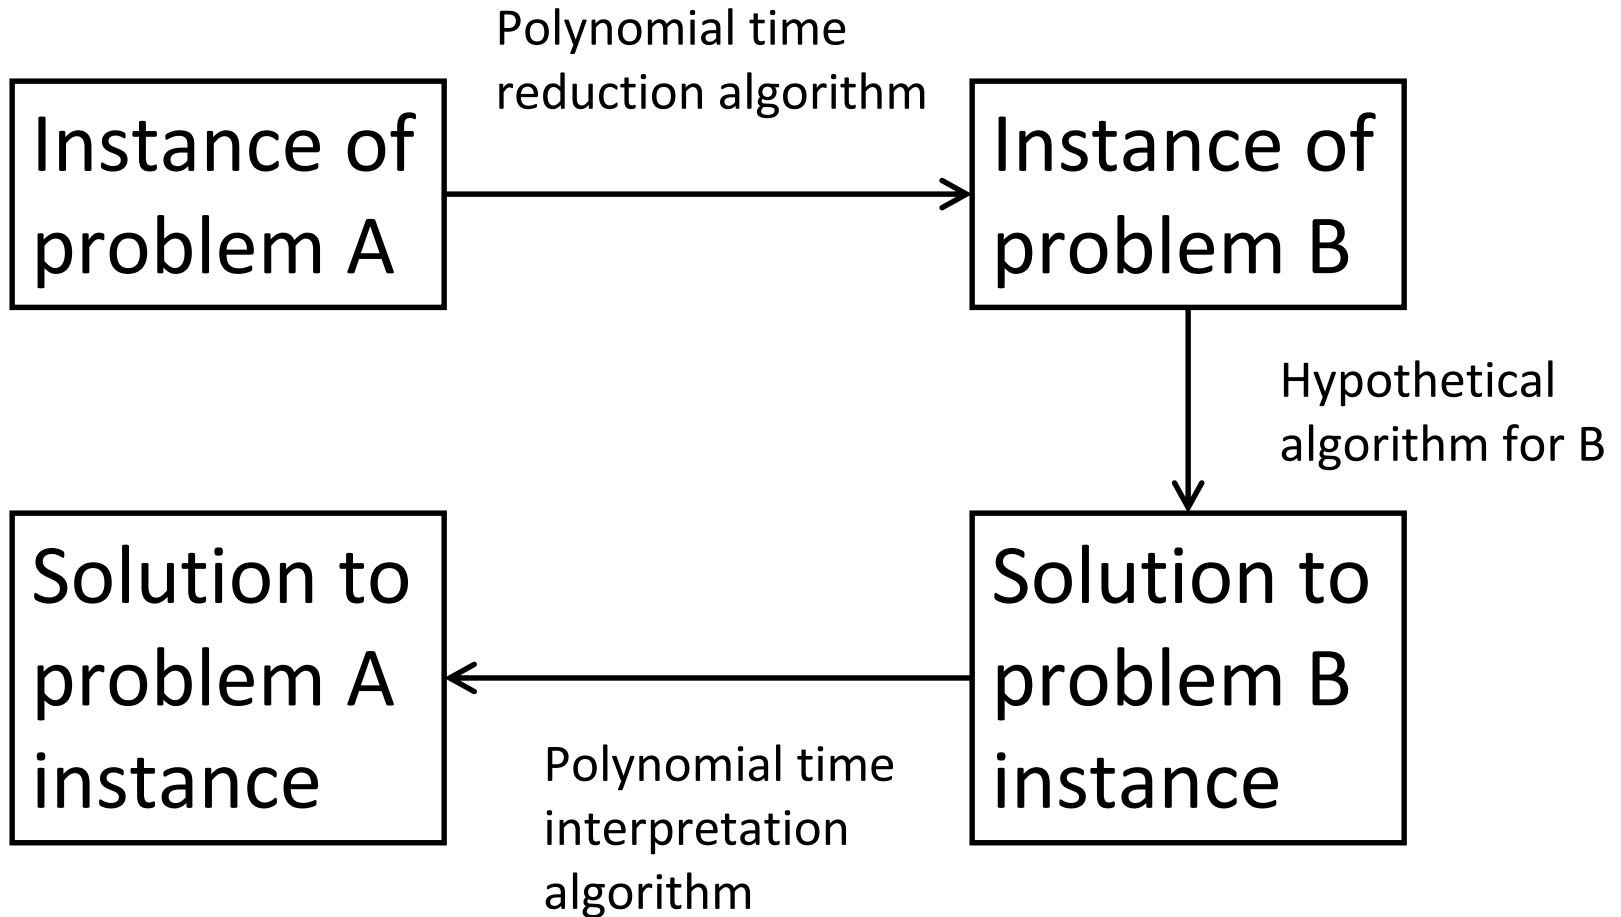 Polynomial time
reduction algorithm
Instance of
problem A
Instance of
problem B
Hypothetical
algorithm for B
Solution to
problem A
instance
Solution to
problem B
instance
Polynomial time
interpretation
algorithm